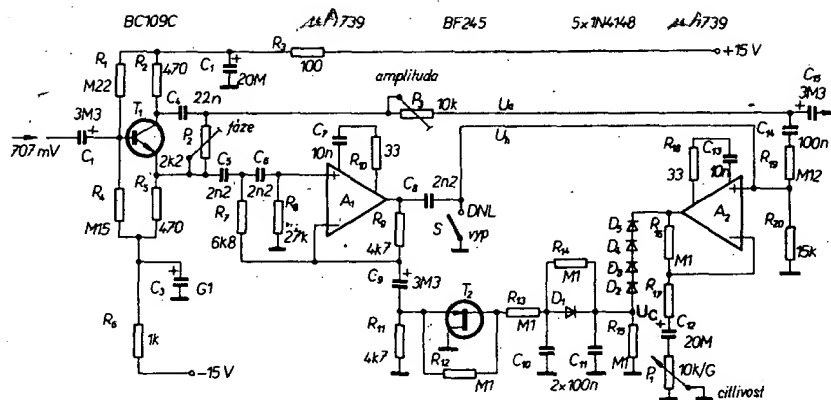 BC109C μA739 BF245 5x1N4148 μA739
R1
M22
R2
470
C1
20M
R3
100
+15 V
amplituda
P3
10k
Ua
C15
3M3
T1
C4
22n
Uh
C14
100n
3M3
P2
fáze
C7
10n
R10
33
R18
33
C13
10n
R19
M12
707 mV
C1
2k2
C5
C6
2n2
2n2
R4
M15
R5
470
R7
6k8
R8
27k
A1
C8
2n2
DNL
S
vyp
A2
R9
4k7
D5
D4
D3
D2
R16
M1
R20
15k
C3
G1
C9
3M3
T2
R14
M1
R13
M1
D1
UC
R17
C12
20M
R6
1k
R11
4k7
R12
M1
C10
C11
2×100n
R15
M1
P1
10k/G
-15 V
citlivost